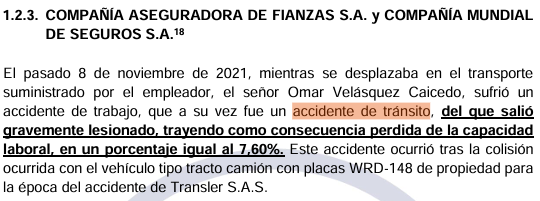 1.2.3. COMPAÑÍA ASEGURADORA DE FIANZAS S.A. y COMPAÑÍA MUNDIAL
DE SEGUROS S.A.18
El pasado 8 de noviembre de 2021, mientras se desplazaba en el transporte
suministrado por el empleador, el señor Omar Velásquez Caicedo, sufrió un
accidente de trabajo, que a su vez fue un accidente de tránsito, del que salió
gravemente lesionado, trayendo como consecuencia perdida de la capacidad
laboral, en un porcentaje igual al 7,60%. Este accidente ocurrió tras la colisión
ocurrida con el vehículo tipo tracto camión con placas WRD-148 de propiedad para
la época del accidente de Transler S.A.S.